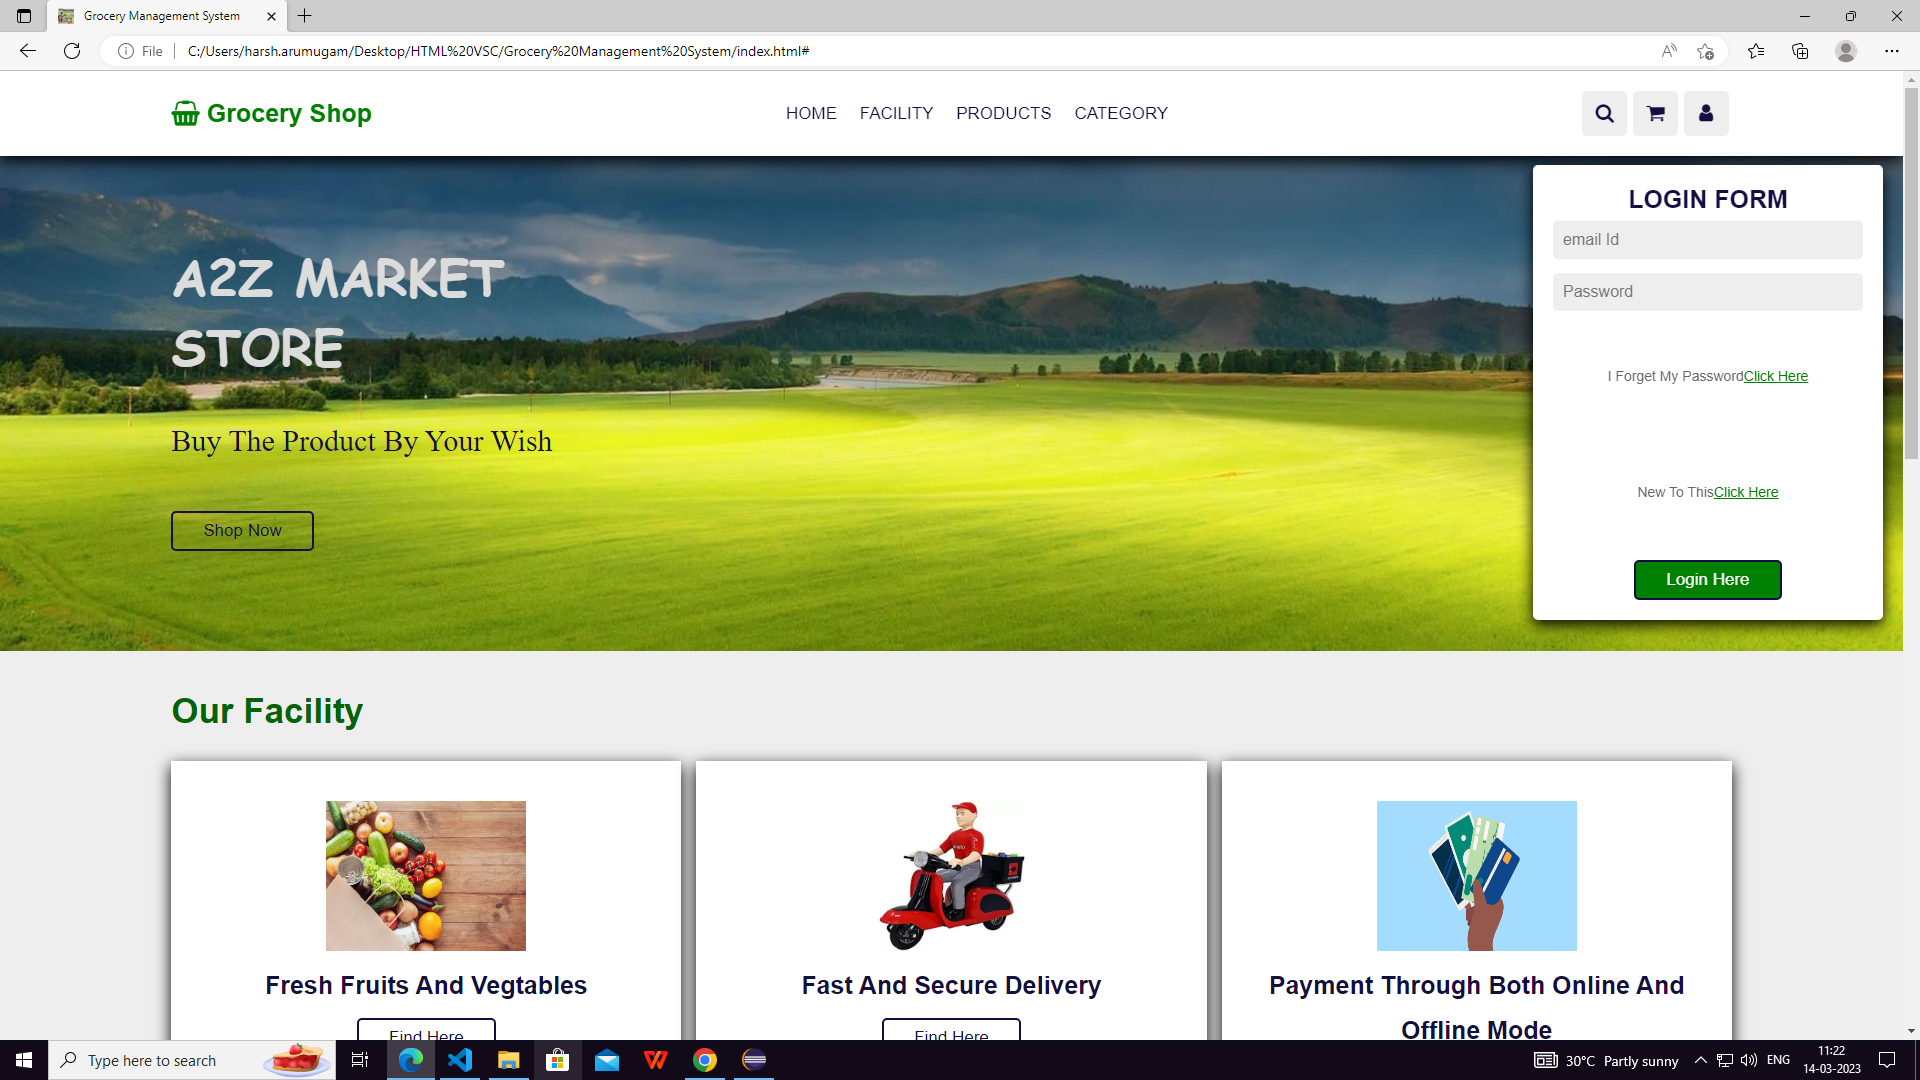 Grocery Management System
File
C:/Users/harsh.arumugam/Desktop/HTML%20VSC/Grocery%20Management%20System/index.html#
Grocery Shop
HOME
FACILITY
PRODUCTS
CATEGORY
LOGIN FORM
email Id
Password
I Forget My PasswordClick Here
New To ThisClick Here
Login Here
A2Z MARKET
STORE
Buy The Product By Your Wish
Shop Now
Our Facility
Fresh Fruits And Vegtables
Find Here
Fast And Secure Delivery
Find Here
Payment Through Both Online And
Offline Mode
Type here to search
30°C Partly sunny
ENG
11:22
14-03-2023